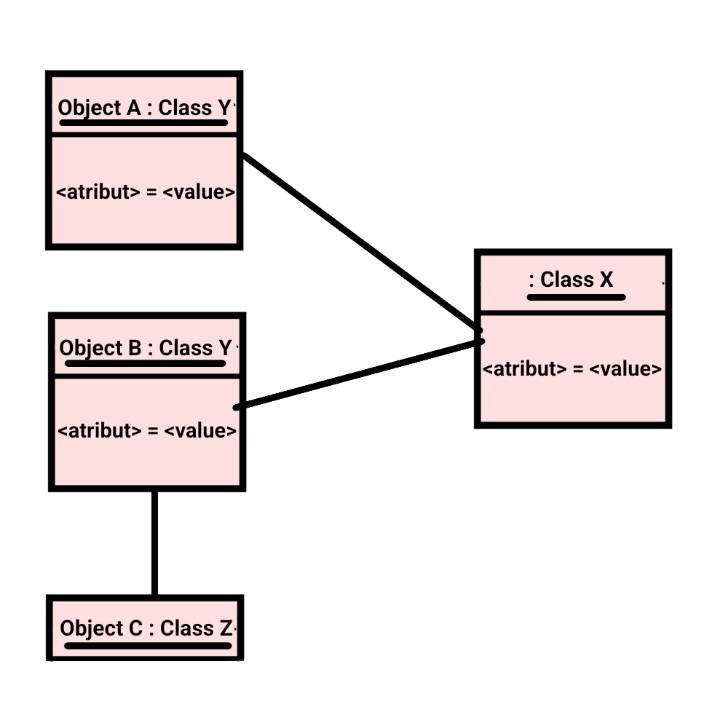 Object A : Class Y
<atribut> = <value>
: Class X
<atribut> = <value>
Object B : Class Y
<atribut> = <value>
Object C : Class Z